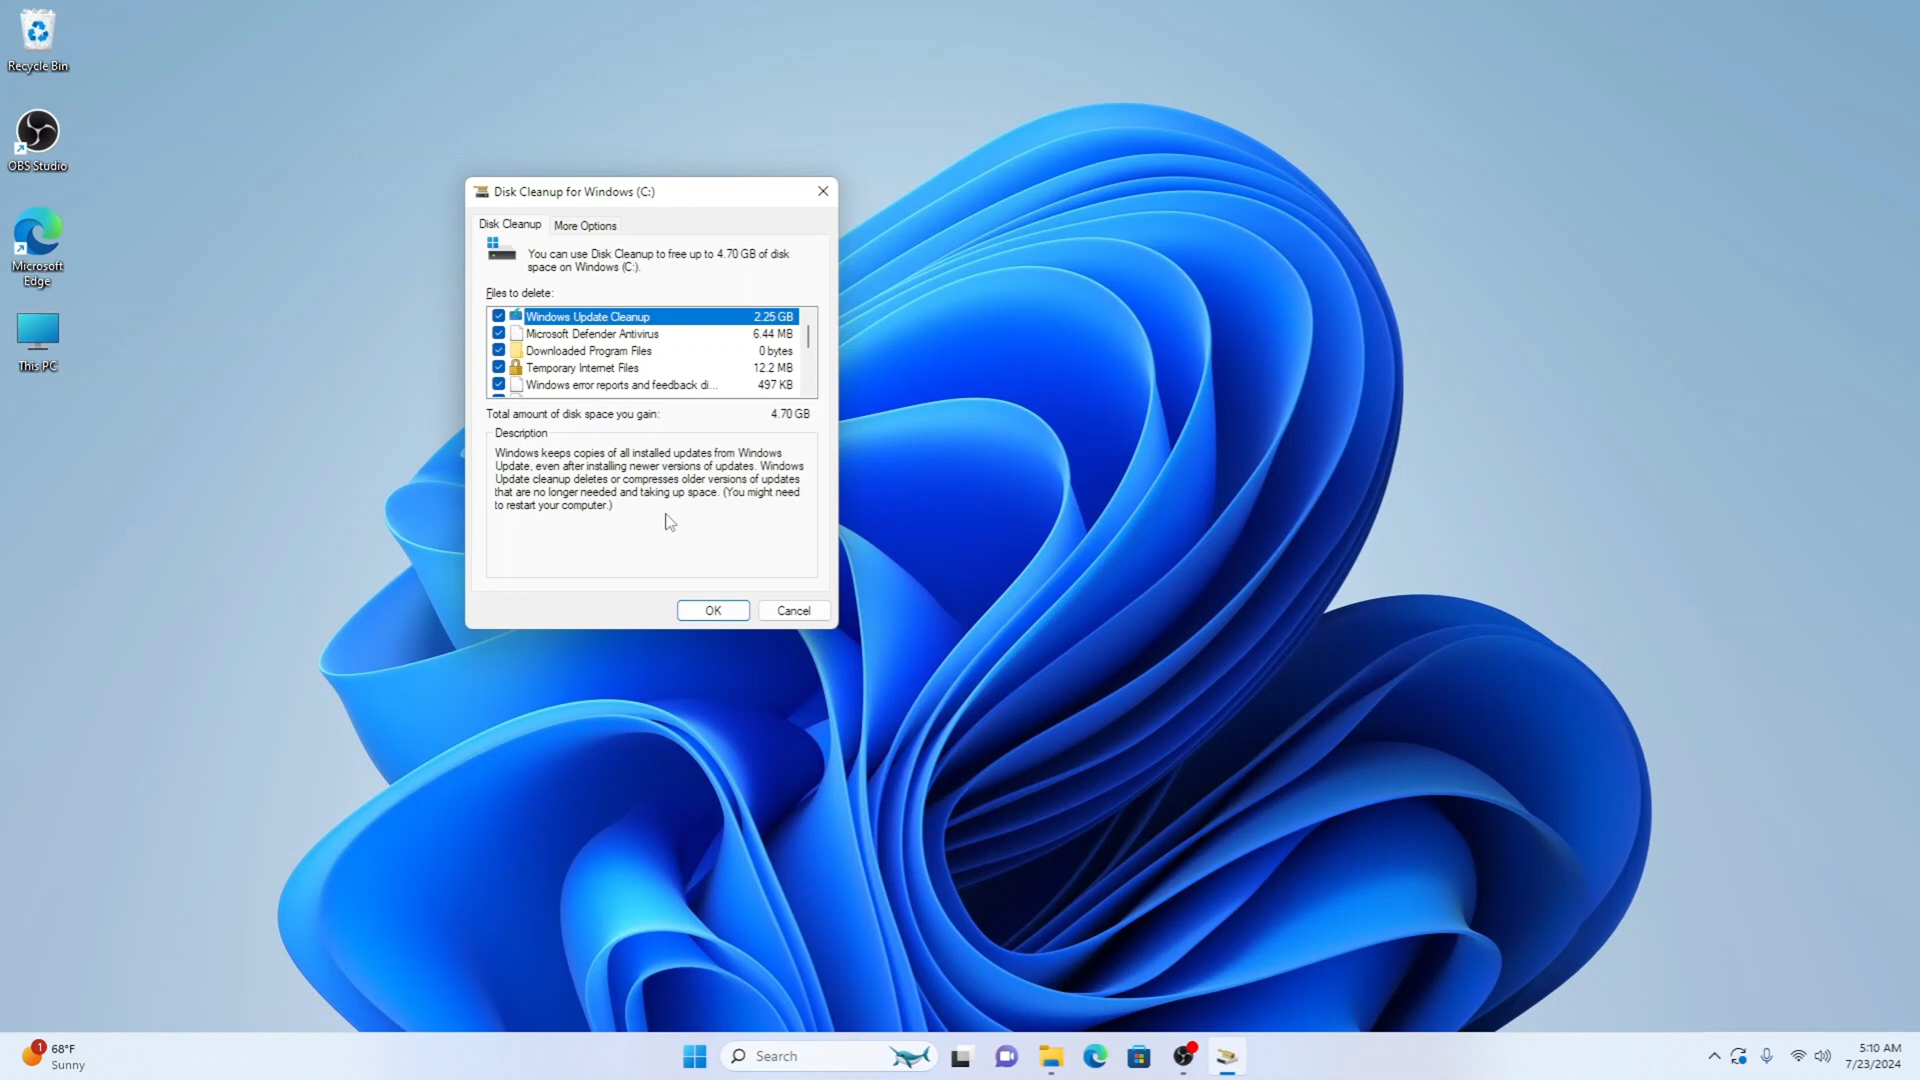 Recycle Bin
OBS Studio
Microsoft
Edge
This PC
Disk Cleanup for Windows (C:)
Disk Cleanup
More Options
You can use Disk Cleanup to free up to 4.70 GB of disk
space on Windows (C:).
Files to delete:
Windows Update Cleanup 2.25 GB
Microsoft Defender Antivirus 6.44 MB
Downloaded Program Files 0 bytes
Temporary Internet Files 12.2 MB
Windows error reports and feedback di... 497 KB
Total amount of disk space you gain: 4.70 GB
Description
Windows keeps copies of all installed updates from Windows
Update, even after installing newer versions of updates. Windows
Update cleanup deletes or compresses older versions of updates
that are no longer needed and taking up space. (You might need
to restart your computer.)
OK
Cancel
1
68°F
Sunny
Search
5:10 AM
7/23/2024